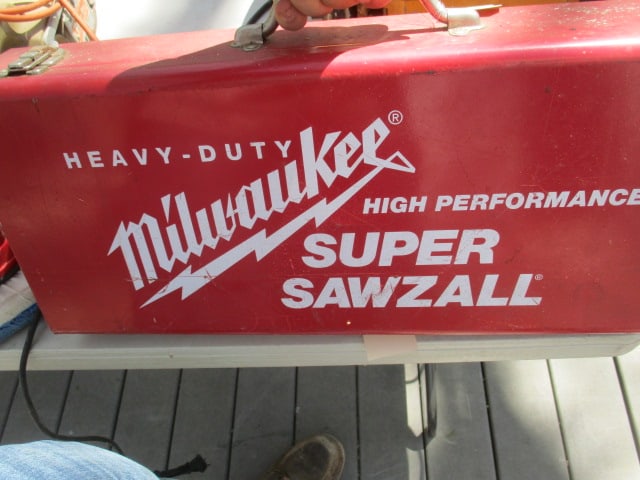 HEAVY-DUTY
Milwaukee®
HIGH PERFORMANCE
SUPER
SAWZALL®